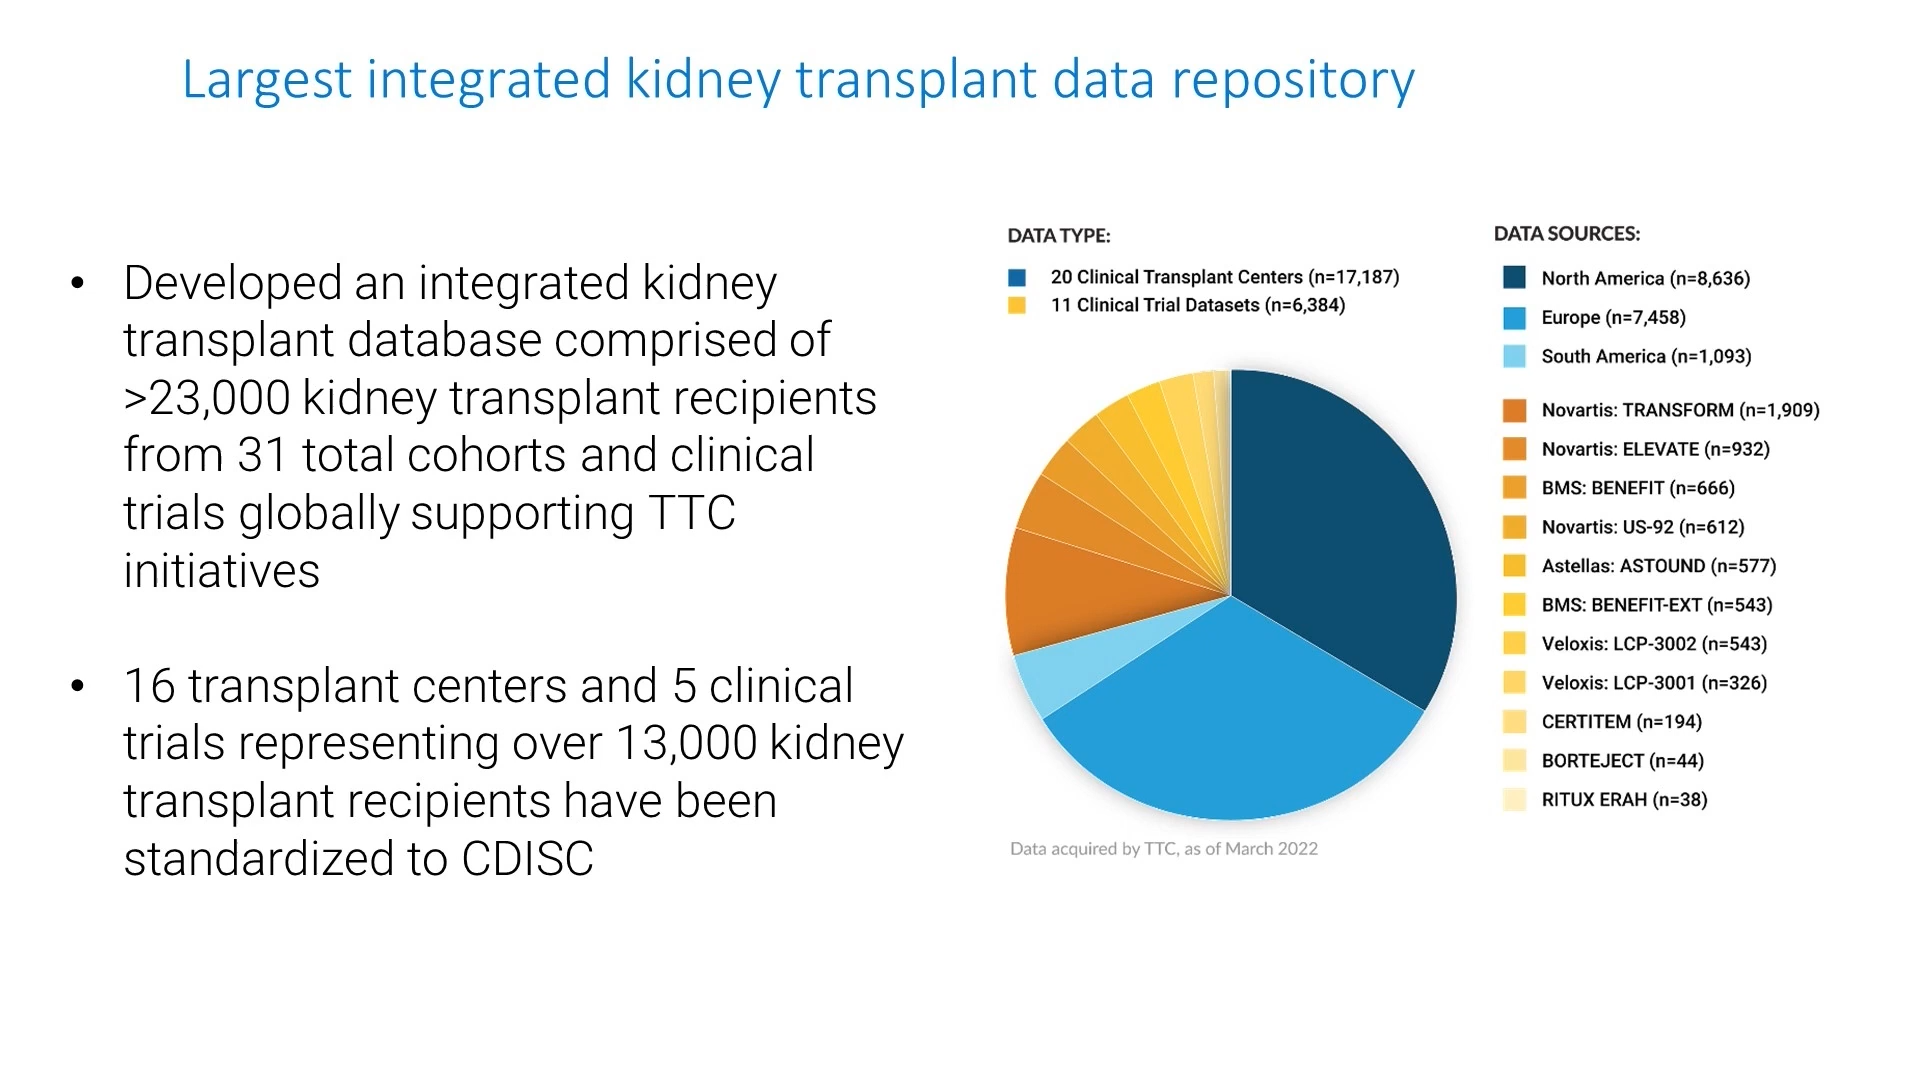 Largest integrated kidney transplant data repository
• Developed an integrated kidney
transplant database comprised of
>23,000 kidney transplant recipients
from 31 total cohorts and clinical
trials globally supporting TTC
initiatives
• 16 transplant centers and 5 clinical
trials representing over 13,000 kidney
transplant recipients have been
standardized to CDISC
DATA TYPE:
20 Clinical Transplant Centers (n=17,187)
11 Clinical Trial Datasets (n=6,384)
Data acquired by TTC, as of March 2022
DATA SOURCES:
North America (n=8,636)
Europe (n=7,458)
South America (n=1,093)
Novartis: TRANSFORM (n=1,909)
Novartis: ELEVATE (n=932)
BMS: BENEFIT (n=666)
Novartis: US-92 (n=612)
Astellas: ASTOUND (n=577)
BMS: BENEFIT-EXT (n=543)
Veloxis: LCP-3002 (n=543)
Veloxis: LCP-3001 (n=326)
CERTITEM (n=194)
BORTEJECT (n=44)
RITUX ERAH (n=38)